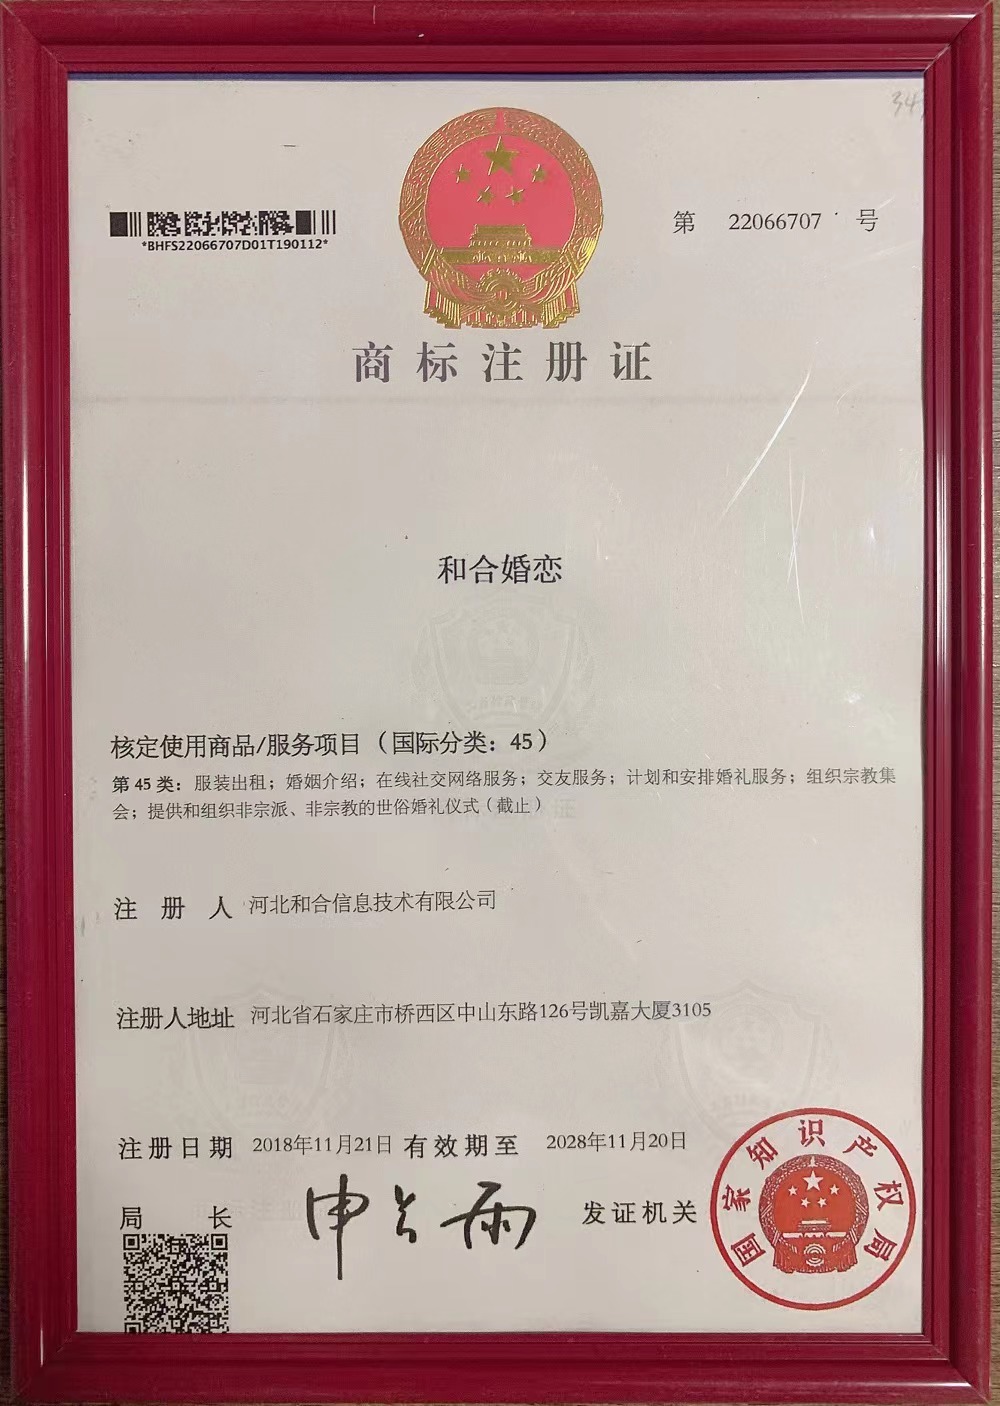 34
*BHFS22066707D01T190112*
第 22066707 号
商标注册证
和合婚恋
核定使用商品/服务项目（国际分类：45）
第 45 类：服装出租；婚姻介绍；在线社交网络服务；交友服务；计划和安排婚礼服务；组织宗教集
会；提供和组织非宗派、非宗教的世俗婚礼仪式（截止）
注 册 人 河北和合信息技术有限公司
注册人地址 河北省石家庄市桥西区中山东路126号凯嘉大厦3105
注册日期 2018年11月21日 有效期至 2028年11月20日
局 长 申长雨 发证机关
国家知识产权局